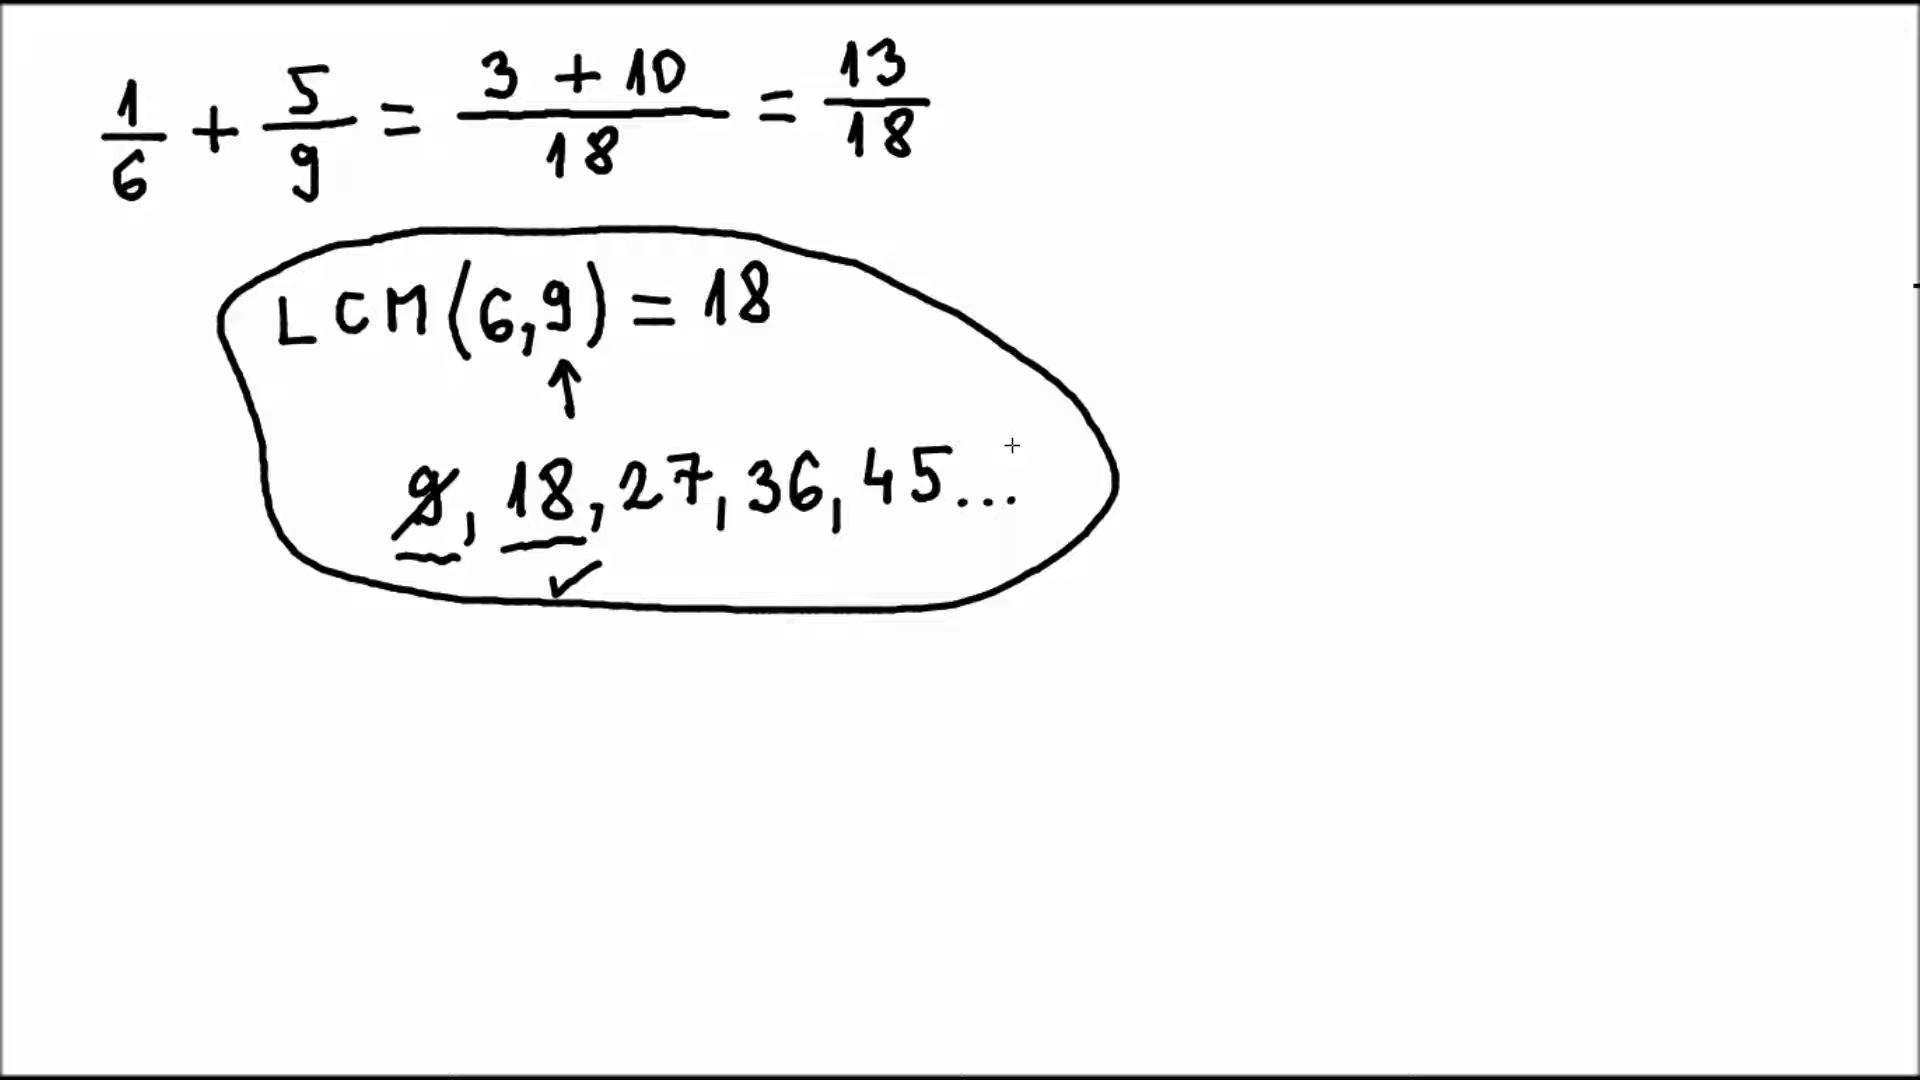 1/6 + 5/9 = (3 + 10)/18 = 13/18
LCM(6,9) = 18
↑
9, 18, 27, 36, 45...
✓